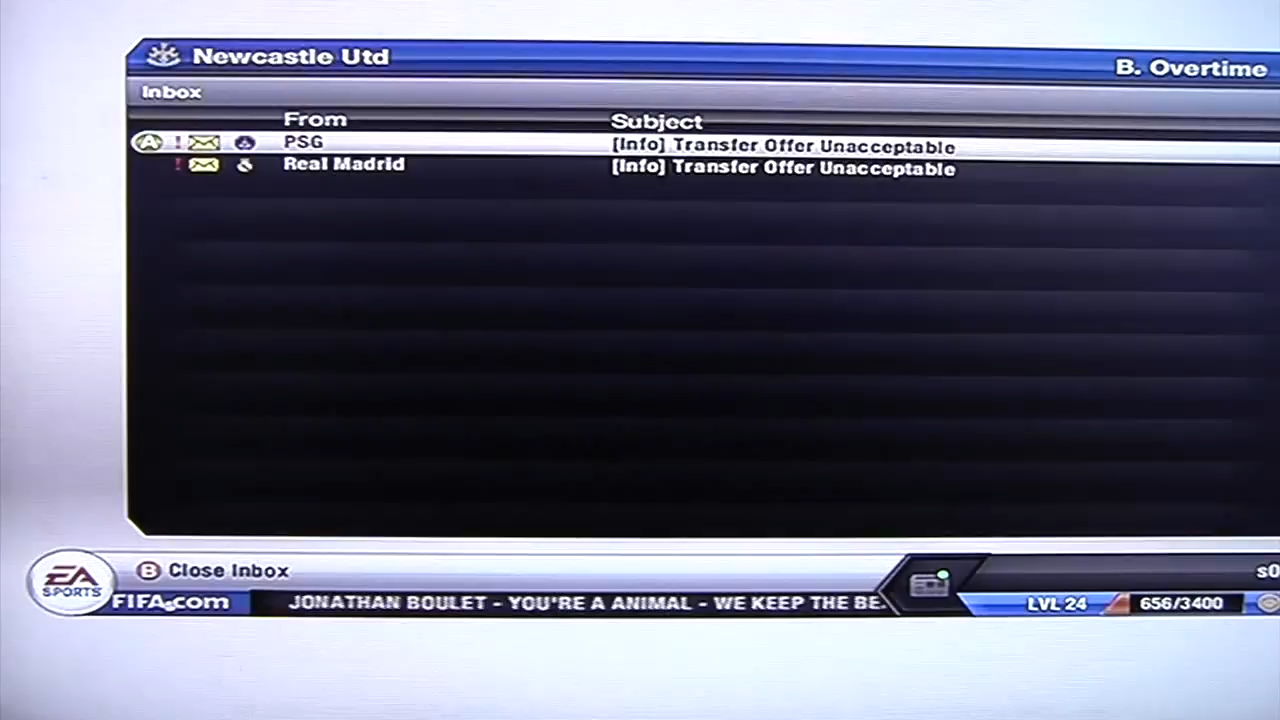 Newcastle Utd
B. Overtime
Inbox
From Subject
A ! PSG [Info] Transfer Offer Unacceptable
! Real Madrid [Info] Transfer Offer Unacceptable
EA SPORTS
B Close Inbox
s0
FIFA.com JONATHAN BOULET - YOU'RE A ANIMAL - WE KEEP THE BE.
LVL 24 656/3400